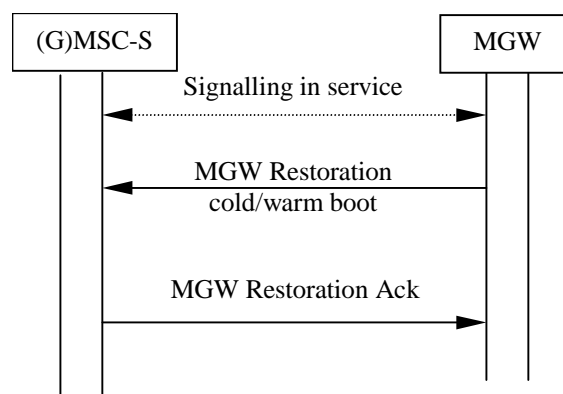 (G)MSC-S
MGW
Signalling in service
MGW Restoration
cold/warm boot
MGW Restoration Ack